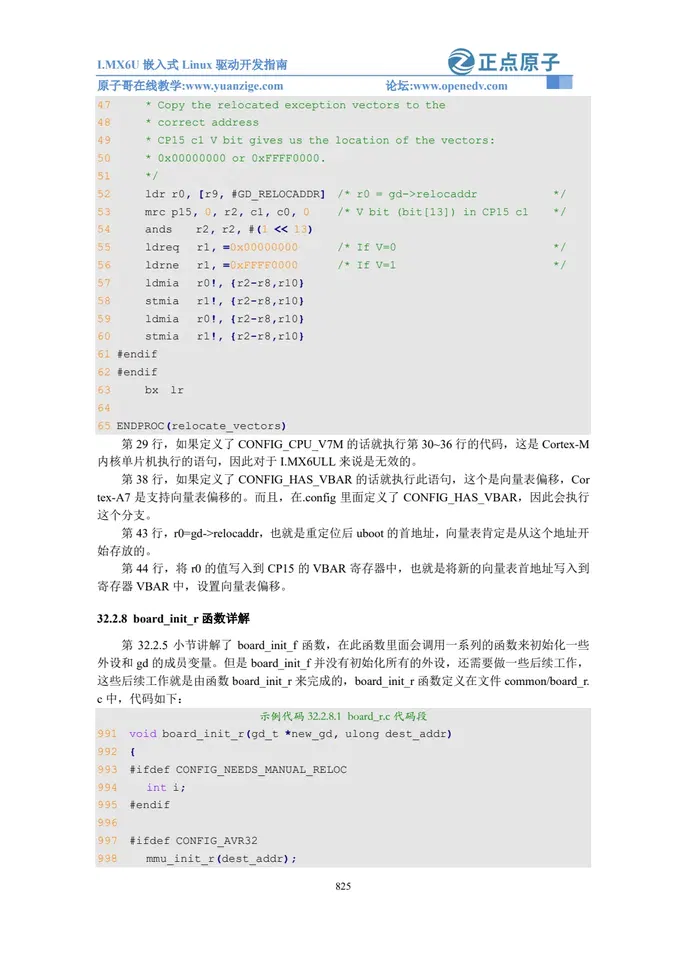 I.MX6U 嵌入式 Linux 驱动开发指南
正点原子
原子哥在线教学:www.yuanzige.com 论坛:www.openedv.com
47 * Copy the relocated exception vectors to the
48 * correct address
49 * CP15 c1 V bit gives us the location of the vectors:
50 * 0x00000000 or 0xFFFF0000.
51 */
52 ldr r0, [r9, #GD_RELOCADDR] /* r0 = gd->relocaddr */
53 mrc p15, 0, r2, c1, c0, 0 /* V bit (bit[13]) in CP15 c1 */
54 ands r2, r2, #(1 << 13)
55 ldreq r1, =0x00000000 /* If V=0 */
56 ldrne r1, =0xFFFF0000 /* If V=1 */
57 ldmia r0!, {r2-r8,r10}
58 stmia r1!, {r2-r8,r10}
59 ldmia r0!, {r2-r8,r10}
60 stmia r1!, {r2-r8,r10}
61 #endif
62 #endif
63 bx lr
64
65 ENDPROC(relocate_vectors)
第 29 行，如果定义了 CONFIG_CPU_V7M 的话就执行第 30~36 行的代码，这是 Cortex-M
内核单片机执行的语句，因此对于 I.MX6ULL 来说是无效的。
第 38 行，如果定义了 CONFIG_HAS_VBAR 的话就执行此语句，这个是向量表偏移，Cor
tex-A7 是支持向量表偏移的。而且，在.config 里面定义了 CONFIG_HAS_VBAR，因此会执行
这个分支。
第 43 行，r0=gd->relocaddr，也就是重定位后 uboot 的首地址，向量表肯定是从这个地址开
始存放的。
第 44 行，将 r0 的值写入到 CP15 的 VBAR 寄存器中，也就是将新的向量表首地址写入到
寄存器 VBAR 中，设置向量表偏移。
32.2.8 board_init_r 函数详解
第 32.2.5 小节讲解了 board_init_f 函数，在此函数里面会调用一系列的函数来初始化一些
外设和 gd 的成员变量。但是 board_init_f 并没有初始化所有的外设，还需要做一些后续工作，
这些后续工作就是由函数 board_init_r 来完成的，board_init_r 函数定义在文件 common/board_r.
c 中，代码如下：
示例代码 32.2.8.1 board_r.c 代码段
991 void board_init_r(gd_t *new_gd, ulong dest_addr)
992 {
993 #ifdef CONFIG_NEEDS_MANUAL_RELOC
994 int i;
995 #endif
996
997 #ifdef CONFIG_AVR32
998 mmu_init_r(dest_addr);
825